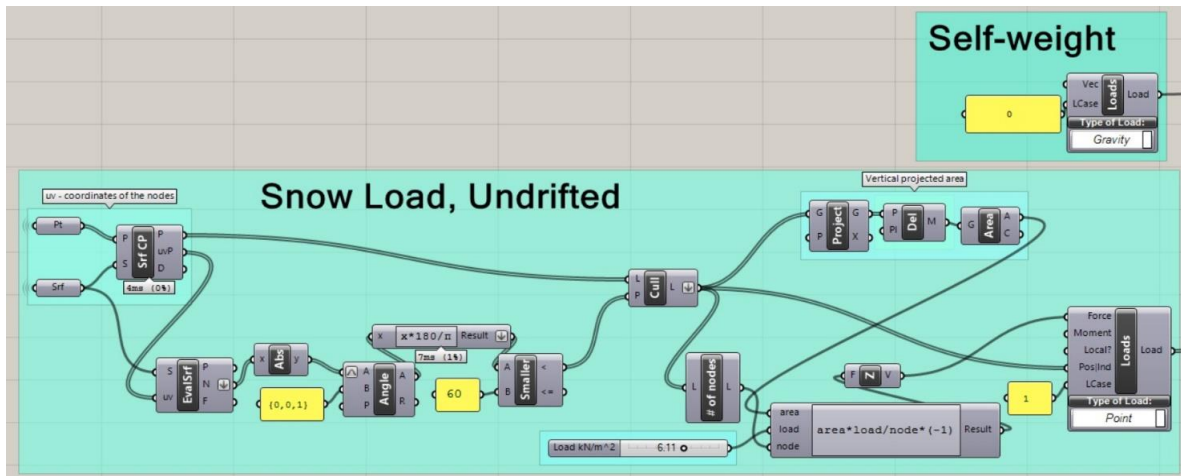 Self-weight
Vec
LCase
Loads
Load
Type of Load:
Gravity
0
Snow Load, Undrifted
uv - coordinates of the nodes
Pt
Srf
P
S
Srf CP
P
uvP
D
4ms (0%)
S
uv
EvalSrf
P
N
F
x
Abs
y
{0,0,1}
A
B
P
Angle
A
R
x
x*180/π
Result
7ms (1%)
60
A
B
Smaller
<
<=
L
P
Cull
L
Vertical projected area
G
P
Project
G
X
P
Pl
Del
M
G
Area
A
C
L
# of nodes
L
Load kN/m^2
6.11
area
load
node
area*load/node*(-1)
Result
F
Z
V
1
Force
Moment
Local?
Pos|Ind
LCase
Loads
Load
Type of Load:
Point